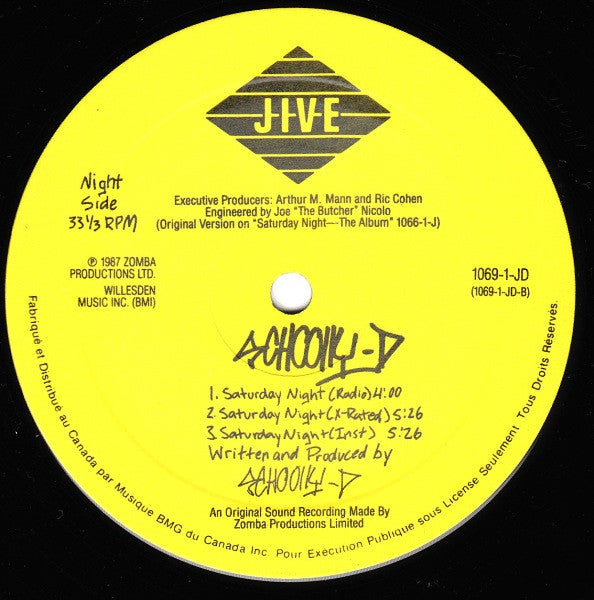 JIVE
Night
Side
33 1/3 RPM
Executive Producers: Arthur M. Mann and Ric Cohen
Engineered by Joe "The Butcher" Nicolo
(Original Version on "Saturday Night—The Album" 1066-1-J)
℗ 1987 ZOMBA
PRODUCTIONS LTD.
WILLESDEN
MUSIC INC. (BMI)
1069-1-JD
(1069-1-JD-B)
SCHOOLLY-D
1. Saturday Night (Radio) 4:00
2. Saturday Night (X-Rated) 5:26
3. Saturday Night (Inst) 5:26
Written and Produced by
SCHOOLLY-D
An Original Sound Recording Made By
Zomba Productions Limited
Fabriqué et Distribué au Canada par Musique BMG du Canada Inc. Pour Exécution Publique sous License Seulement Tous Droits Réservés.